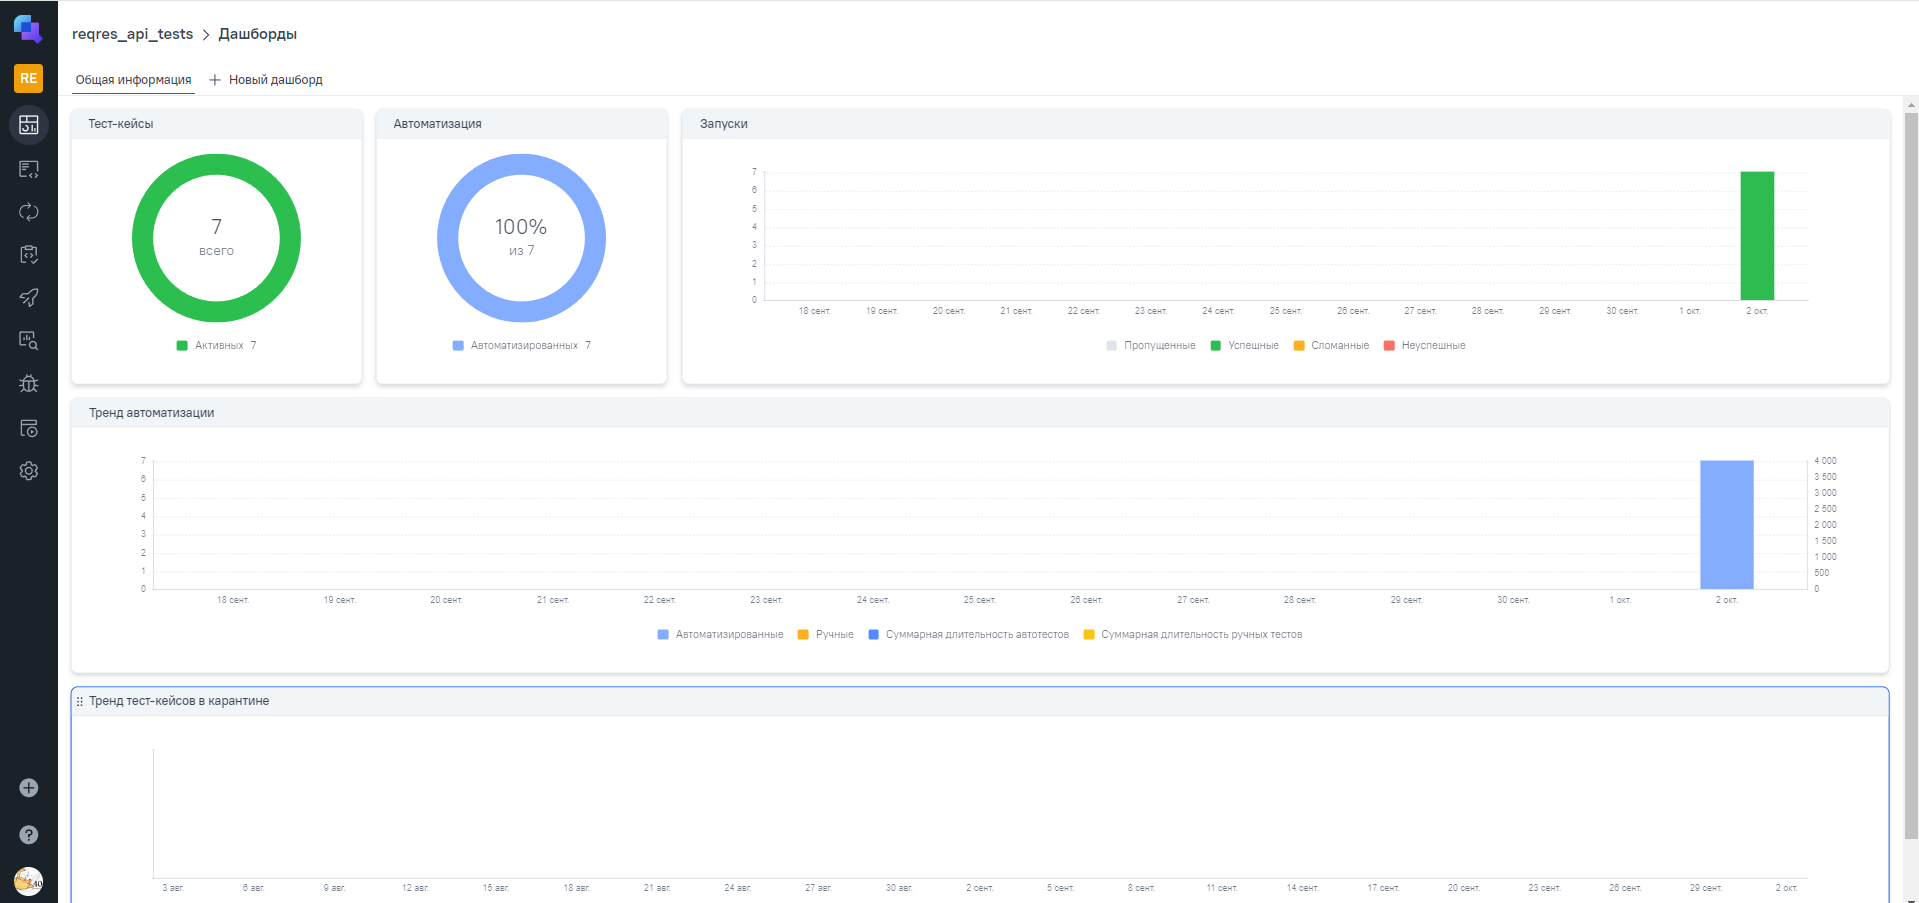 reqres_api_tests > Дашборды
RE
Общая информация
Новый дашборд
Тест-кейсы
7
всего
Активных 7
Автоматизация
100%
из 7
Автоматизированных 7
Запуски
7
6
5
4
3
2
1
0
18 сент. 19 сент. 20 сент. 21 сент. 22 сент. 23 сент. 24 сент. 25 сент. 26 сент. 27 сент. 28 сент. 29 сент. 30 сент. 1 окт. 2 окт.
Пропущенные Успешные Сломанные Неуспешные
Тренд автоматизации
7
6
5
4
3
2
1
0
4 000
3 500
3 000
2 500
2 000
1 500
1 000
500
0
18 сент. 19 сент. 20 сент. 21 сент. 22 сент. 23 сент. 24 сент. 25 сент. 26 сент. 27 сент. 28 сент. 29 сент. 30 сент. 1 окт. 2 окт.
Автоматизированные Ручные Суммарная длительность автотестов Суммарная длительность ручных тестов
Тренд тест-кейсов в карантине
3 авг. 6 авг. 9 авг. 12 авг. 15 авг. 18 авг. 21 авг. 24 авг. 27 авг. 30 авг. 2 сент. 5 сент. 8 сент. 11 сент. 14 сент. 17 сент. 20 сент. 23 сент. 26 сент. 29 сент. 2 окт.
40